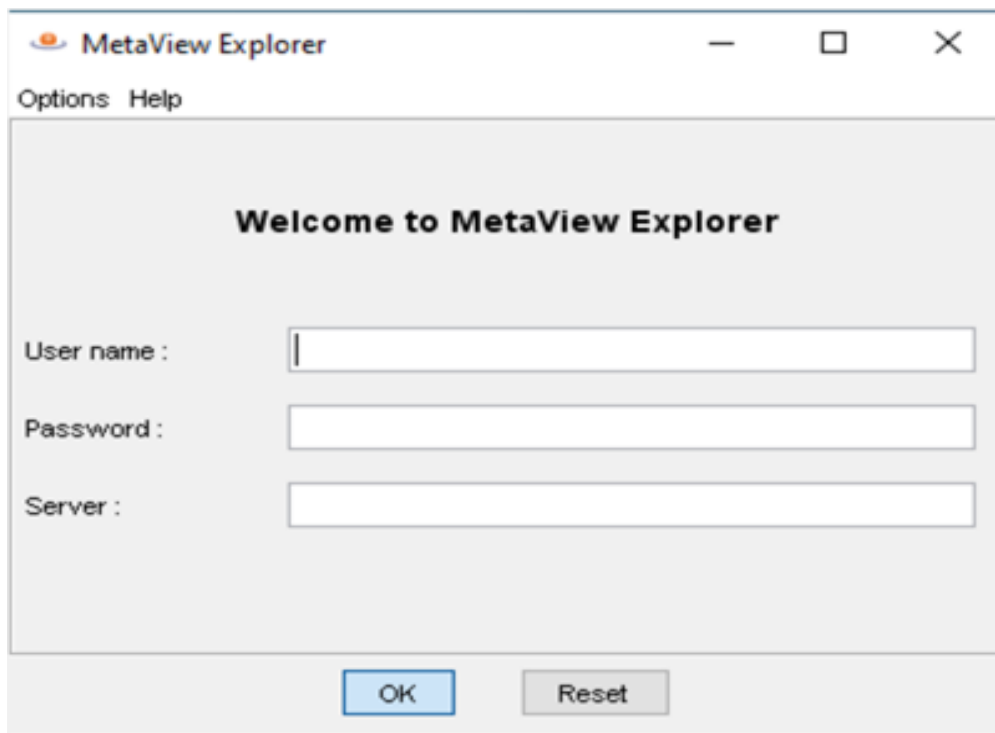 MetaView Explorer
Options Help
Welcome to MetaView Explorer
User name :
Password :
Server :
OK Reset